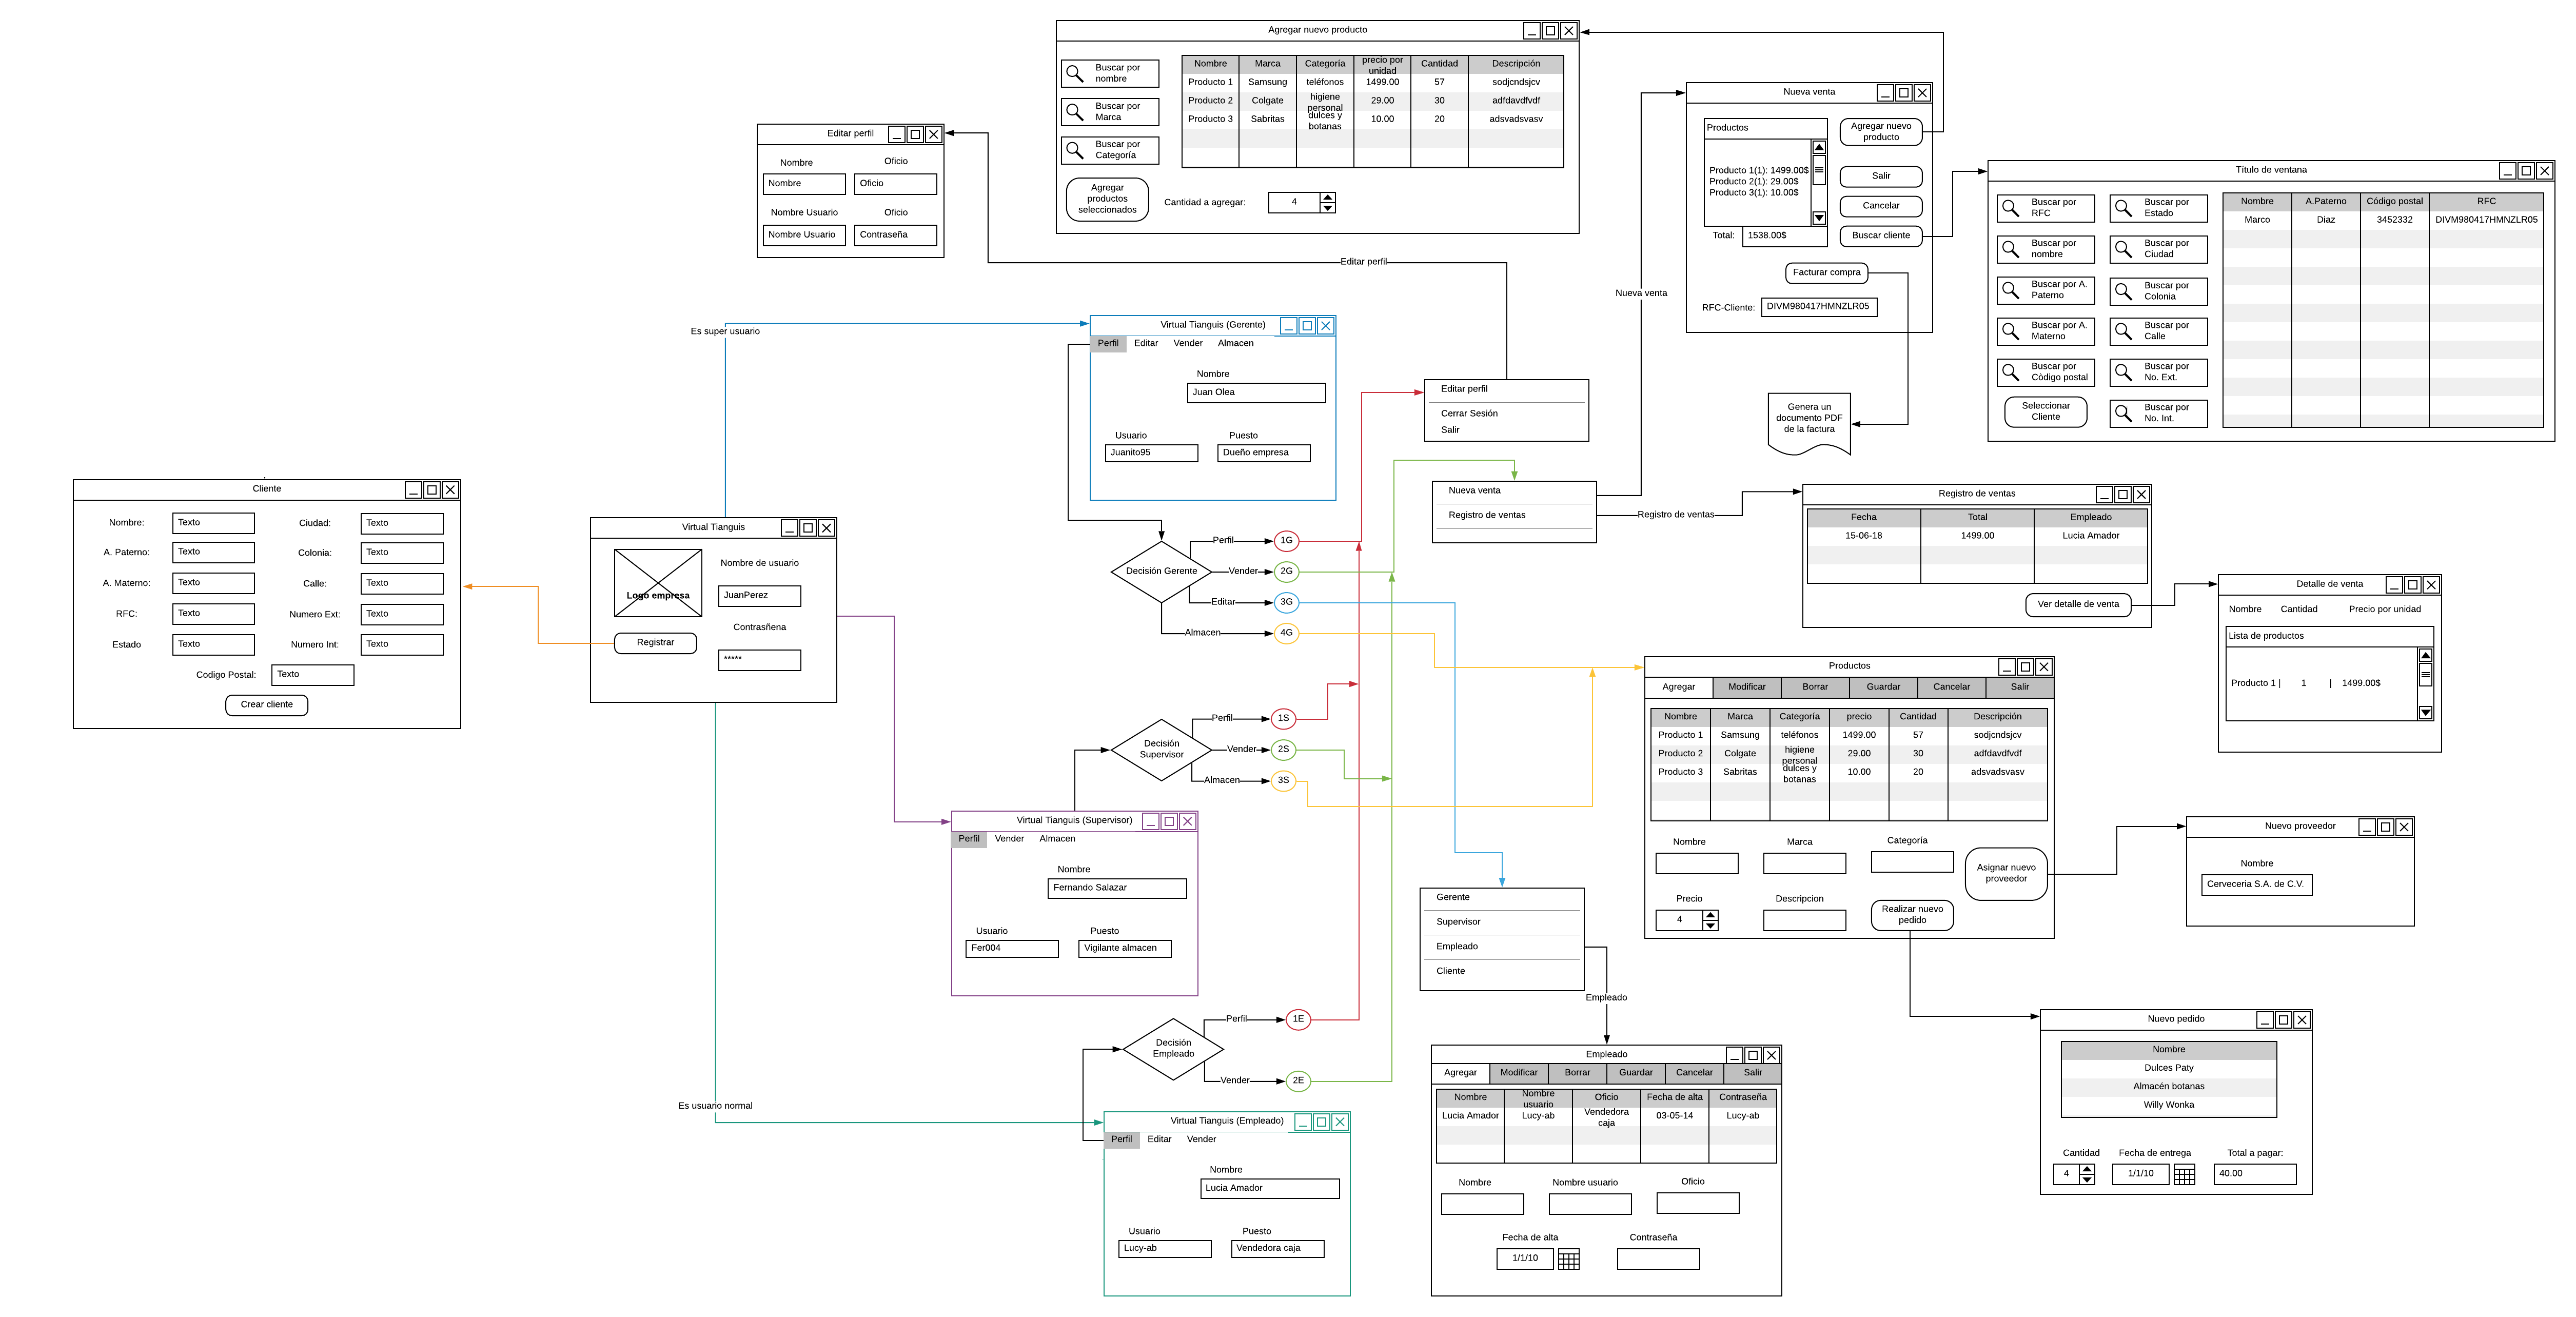 Agregar nuevo producto
Buscar por
nombre
Buscar por
Marca
Buscar por
Categoría
Nombre Marca Categoría precio por unidad Cantidad Descripción
Producto 1 Samsung teléfonos 1499.00 57 sodjcndsjcv
Producto 2 Colgate higiene personal 29.00 30 adfdavdfvdf
Producto 3 Sabritas dulces y botanas 10.00 20 adsvadsvasv
Agregar
productos
seleccionados
Cantidad a agregar: 4
Editar perfil
Nombre Oficio
Nombre Oficio
Nombre Usuario Oficio
Nombre Usuario Contraseña
Editar perfil
Nueva venta
Nueva venta
Productos
Producto 1(1): 1499.00$
Producto 2(1): 29.00$
Producto 3(1): 10.00$
Total: 1538.00$
Agregar nuevo
producto
Salir
Cancelar
Buscar cliente
Facturar compra
RFC-Cliente: DIVM980417HMNZLR05
Genera un
documento PDF
de la factura
Título de ventana
Buscar por
RFC
Buscar por
Estado
Buscar por
nombre
Buscar por
Ciudad
Buscar por A.
Paterno
Buscar por
Colonia
Buscar por A.
Materno
Buscar por
Calle
Buscar por
Còdigo postal
Buscar por
No. Ext.
Seleccionar
Cliente
Buscar por
No. Int.
Nombre A.Paterno Código postal RFC
Marco Diaz 3452332 DIVM980417HMNZLR05
Es super usuario
Virtual Tianguis (Gerente)
Perfil Editar Vender Almacen
Nombre
Juan Olea
Usuario Puesto
Juanito95 Dueño empresa
Editar perfil
Cerrar Sesión
Salir
Nueva venta
Registro de ventas
Registro de ventas
Registro de ventas
Fecha Total Empleado
15-06-18 1499.00 Lucia Amador
Ver detalle de venta
Detalle de venta
Nombre Cantidad Precio por unidad
Lista de productos
Producto 1 | 1 | 1499.00$
Cliente
Nombre: Texto Ciudad: Texto
A. Paterno: Texto Colonia: Texto
A. Materno: Texto Calle: Texto
RFC: Texto Numero Ext: Texto
Estado Texto Numero Int: Texto
Codigo Postal: Texto
Crear cliente
Virtual Tianguis
Logo empresa
Registrar
Nombre de usuario
JuanPerez
Contrasñena
*****
Decisión Gerente
Perfil 1G
Vender 2G
Editar 3G
Almacen 4G
Decisión
Supervisor
Perfil 1S
Vender 2S
Almacen 3S
Virtual Tianguis (Supervisor)
Perfil Vender Almacen
Nombre
Fernando Salazar
Usuario Puesto
Fer004 Vigilante almacen
Productos
Agregar Modificar Borrar Guardar Cancelar Salir
Nombre Marca Categoría precio Cantidad Descripción
Producto 1 Samsung teléfonos 1499.00 57 sodjcndsjcv
Producto 2 Colgate higiene personal 29.00 30 adfdavdfvdf
Producto 3 Sabritas dulces y botanas 10.00 20 adsvadsvasv
Nombre Marca Categoría
Asignar nuevo
proveedor
Precio Descripcion
4
Realizar nuevo
pedido
Nuevo proveedor
Nombre
Cerveceria S.A. de C.V.
Gerente
Supervisor
Empleado
Cliente
Empleado
Decisión
Empleado
Perfil 1E
Vender 2E
Es usuario normal
Virtual Tianguis (Empleado)
Perfil Editar Vender
Nombre
Lucia Amador
Usuario Puesto
Lucy-ab Vendedora caja
Empleado
Agregar Modificar Borrar Guardar Cancelar Salir
Nombre Nombre usuario Oficio Fecha de alta Contraseña
Lucia Amador Lucy-ab Vendedora caja 03-05-14 Lucy-ab
Nombre Nombre usuario Oficio
Fecha de alta Contraseña
1/1/10
Nuevo pedido
Nombre
Dulces Paty
Almacén botanas
Willy Wonka
Cantidad Fecha de entrega Total a pagar:
4 1/1/10 40.00